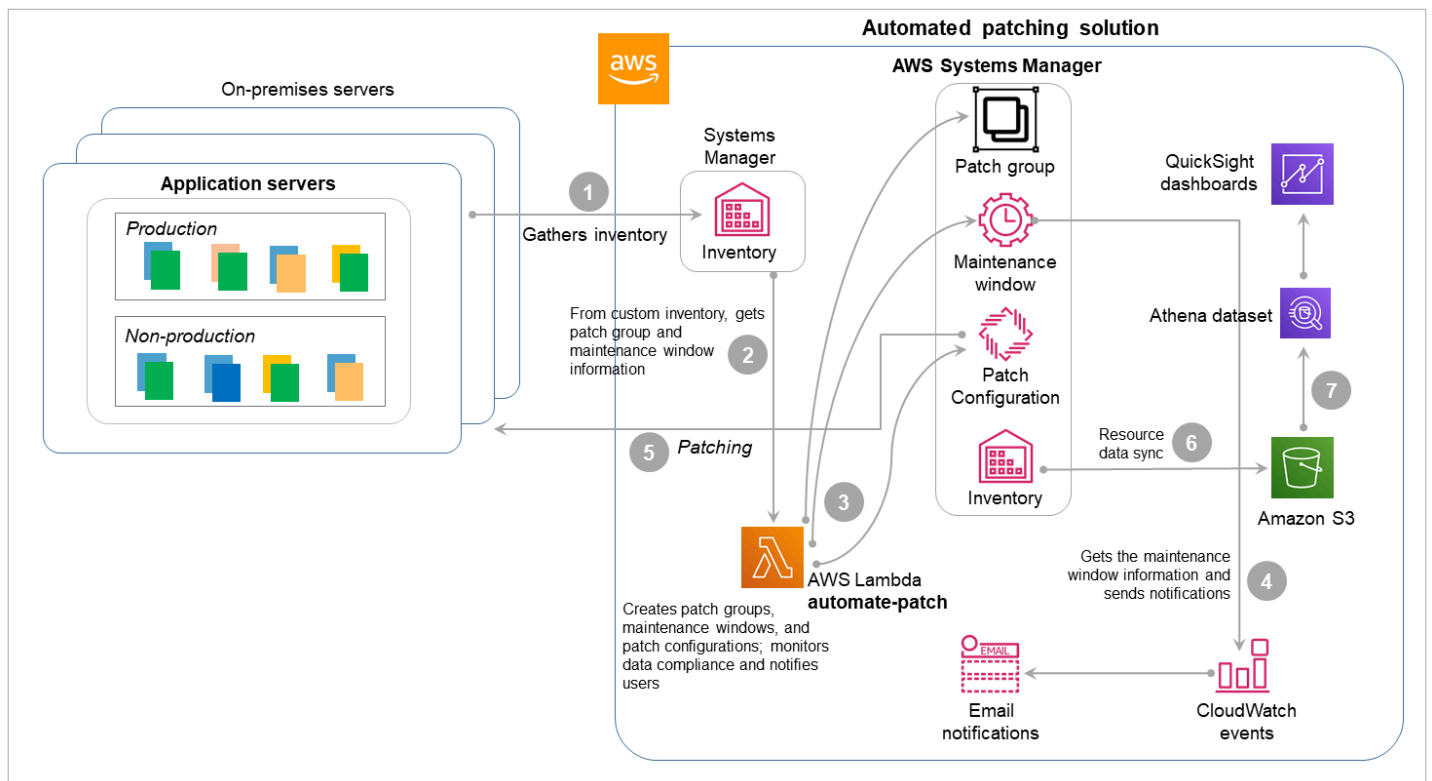 Automated patching solution
aws
AWS Systems Manager
On-premises servers
Application servers
Production
Non-production
1
Gathers inventory
Systems
Manager
Inventory
From custom inventory, gets
patch group and
maintenance window
information
2
5
Patching
3
AWS Lambda
automate-patch
Creates patch groups,
maintenance windows, and
patch configurations; monitors
data compliance and notifies
users
Patch group
Maintenance
window
Patch
Configuration
Inventory
Resource
data sync
6
QuickSight
dashboards
Athena dataset
7
Amazon S3
Gets the maintenance
window information and
sends notifications
4
EMAIL
Email
notifications
CloudWatch
events